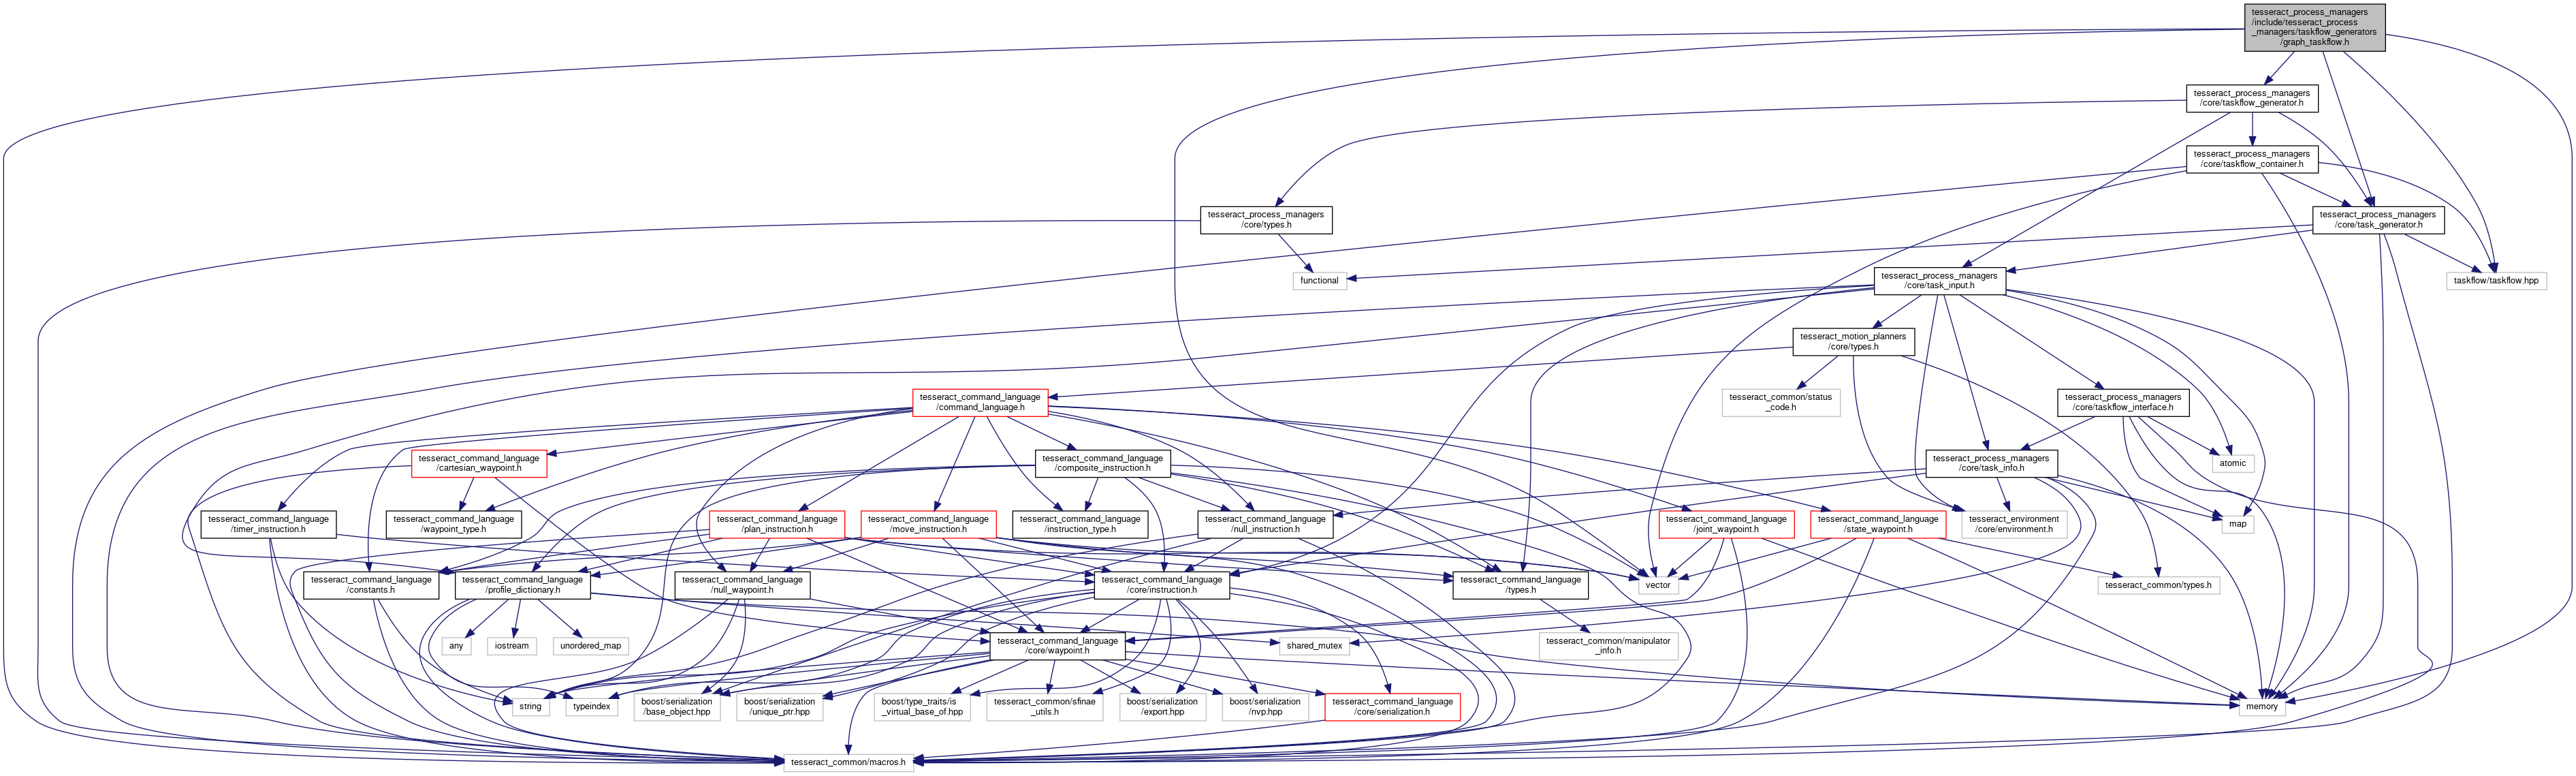 tesseract_process_managers
/include/tesseract_process
_managers/taskflow_generators
/graph_taskflow.h
tesseract_process_managers
/core/taskflow_generator.h
tesseract_process_managers
/core/taskflow_container.h
tesseract_process_managers
/core/types.h
tesseract_process_managers
/core/task_generator.h
functional
tesseract_process_managers
/core/task_input.h
taskflow/taskflow.hpp
tesseract_motion_planners
/core/types.h
tesseract_command_language
/command_language.h
tesseract_common/status
_code.h
tesseract_process_managers
/core/taskflow_interface.h
tesseract_command_language
/cartesian_waypoint.h
tesseract_command_language
/composite_instruction.h
tesseract_process_managers
/core/task_info.h
atomic
tesseract_command_language
/timer_instruction.h
tesseract_command_language
/waypoint_type.h
tesseract_command_language
/plan_instruction.h
tesseract_command_language
/move_instruction.h
tesseract_command_language
/instruction_type.h
tesseract_command_language
/null_instruction.h
tesseract_command_language
/joint_waypoint.h
tesseract_command_language
/state_waypoint.h
tesseract_environment
/core/environment.h
map
tesseract_command_language
/constants.h
tesseract_command_language
/profile_dictionary.h
tesseract_command_language
/null_waypoint.h
tesseract_command_language
/core/instruction.h
tesseract_command_language
/types.h
vector
tesseract_common/types.h
any
iostream
unordered_map
tesseract_command_language
/core/waypoint.h
shared_mutex
tesseract_common/manipulator
_info.h
string
typeindex
boost/serialization
/base_object.hpp
boost/serialization
/unique_ptr.hpp
boost/type_traits/is
_virtual_base_of.hpp
tesseract_common/sfinae
_utils.h
boost/serialization
/export.hpp
boost/serialization
/nvp.hpp
tesseract_command_language
/core/serialization.h
memory
tesseract_common/macros.h